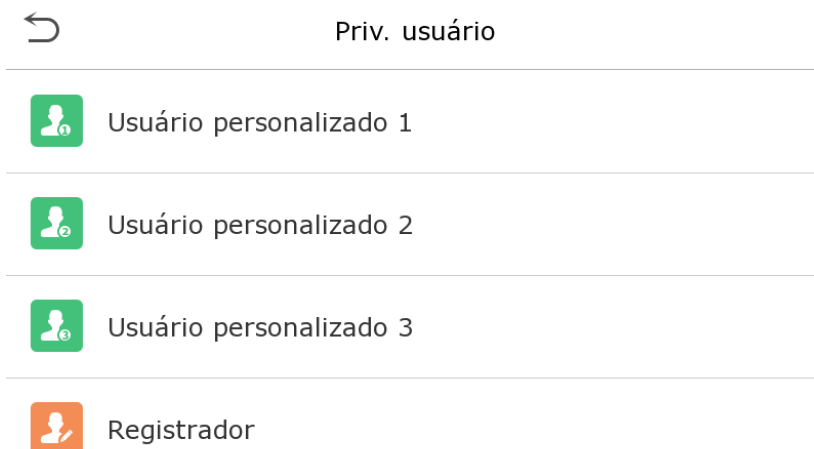 Priv. usuário
Usuário personalizado 1
Usuário personalizado 2
Usuário personalizado 3
Registrador